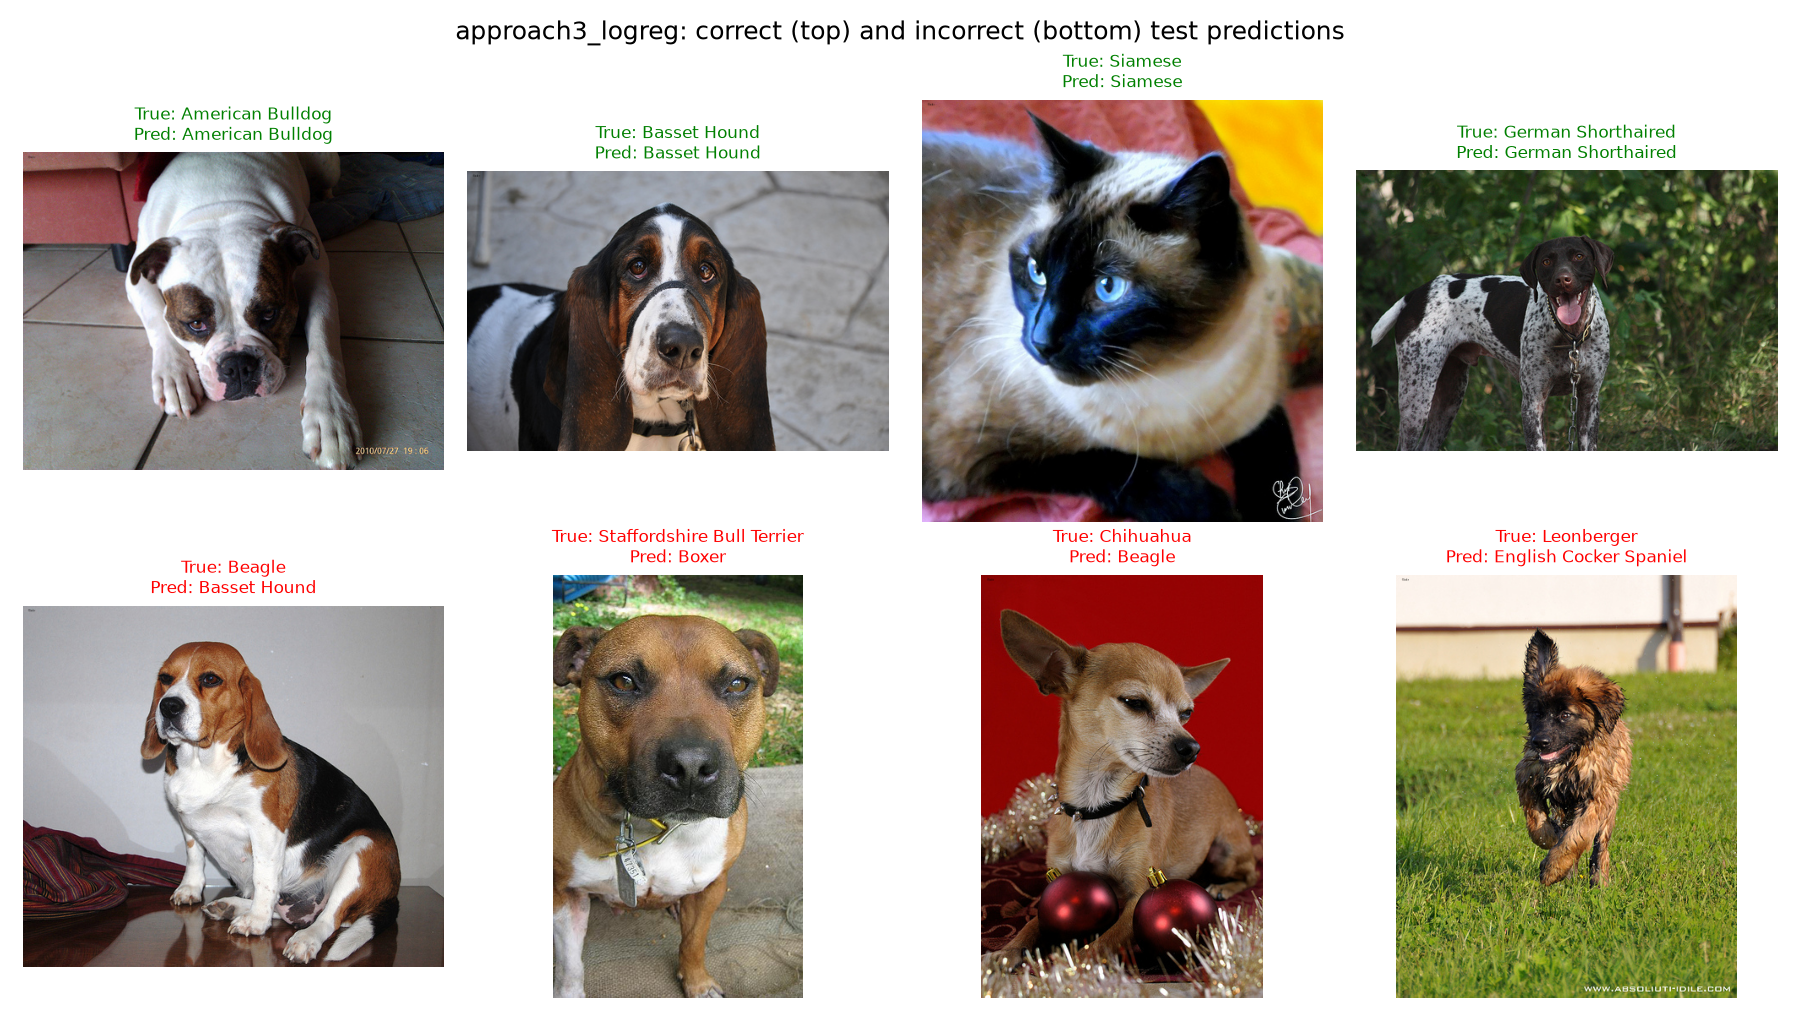 approach3_logreg: correct (top) and incorrect (bottom) test predictions
True: American Bulldog
Pred: American Bulldog
True: Basset Hound
Pred: Basset Hound
True: Siamese
Pred: Siamese
True: German Shorthaired
Pred: German Shorthaired
2010/07/27 19:06
True: Beagle
Pred: Basset Hound
True: Staffordshire Bull Terrier
Pred: Boxer
True: Chihuahua
Pred: Beagle
True: Leonberger
Pred: English Cocker Spaniel